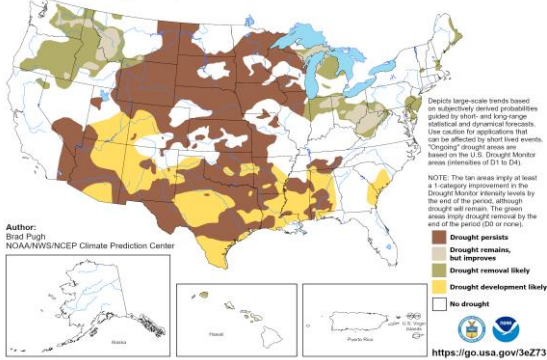 Depicts large-scale trends based
on subjectively derived probabilities
guided by short- and long-range
statistical and dynamical forecasts.
Use caution for applications that
can be affected by short lived events.
"Ongoing" drought areas are
based on the U.S. Drought Monitor
areas (intensities of D1 to D4).
NOTE: The tan areas imply at least
a 1-category improvement in the
Drought Monitor intensity levels by
the end of the period, although
drought will remain. The green
areas imply drought removal by the
end of the period (D0 or none).
Author:
Brad Pugh
NOAA/NWS/NCEP Climate Prediction Center
Drought persists
Drought remains,
but improves
Drought removal likely
Drought development likely
No drought
Alaska
Hawaii
Puerto Rico
U.S. Virgin
Islands
https://go.usa.gov/3eZ73